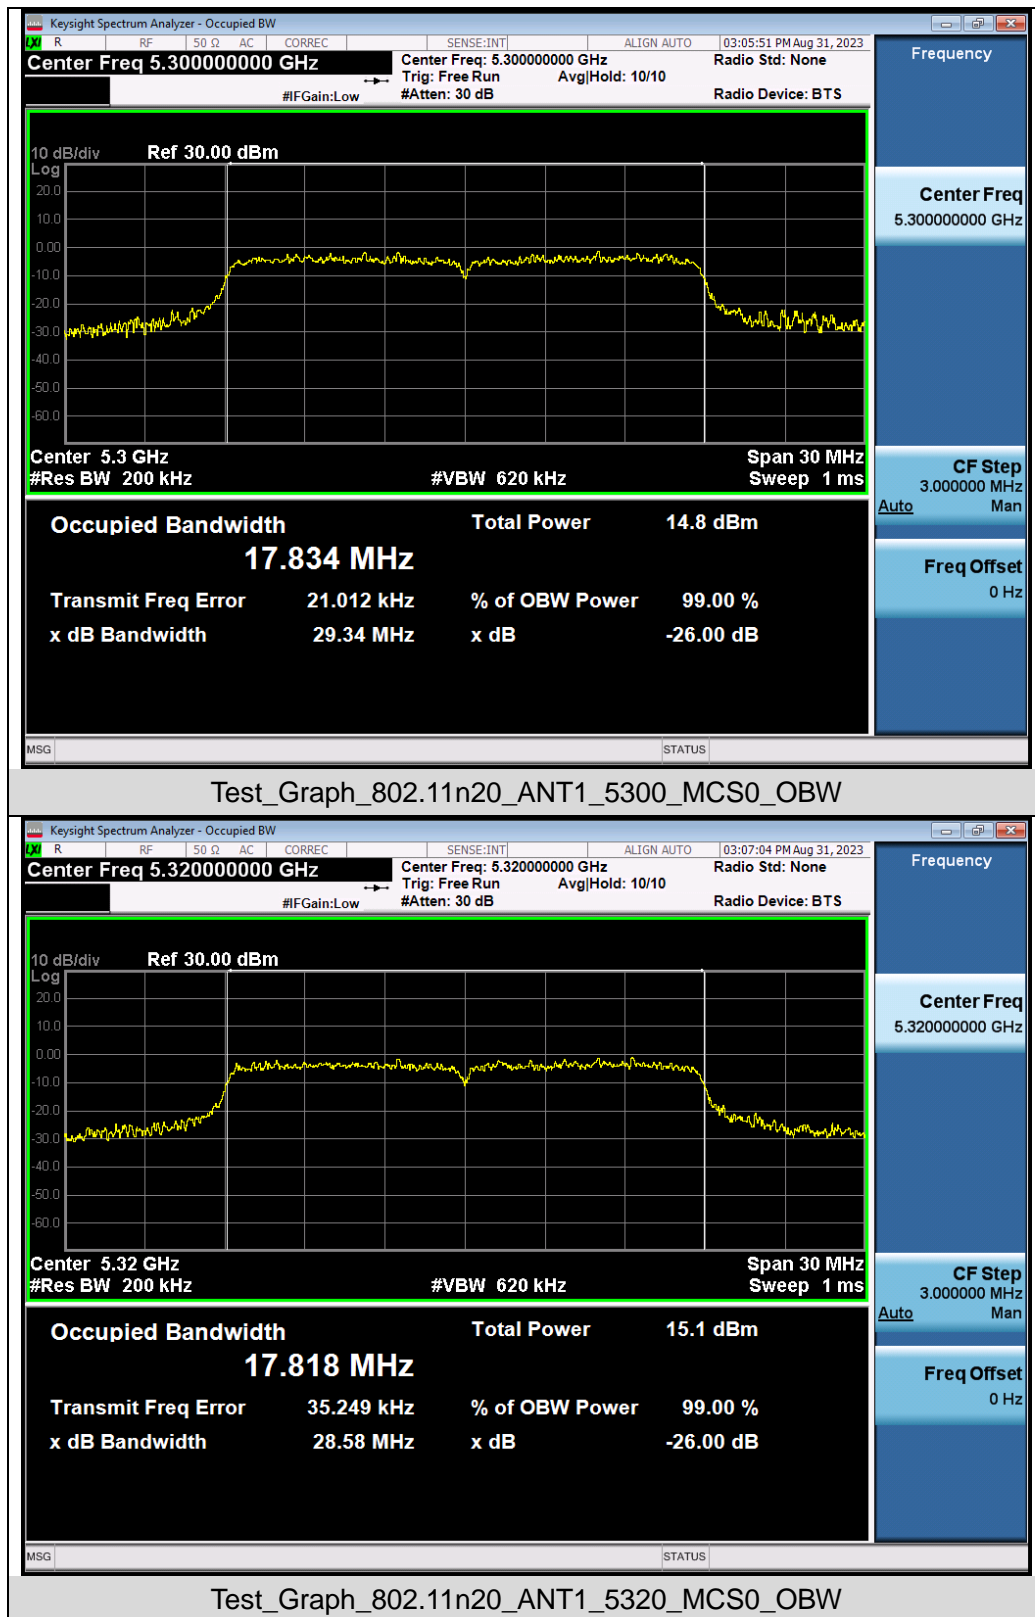 Keysight Spectrum Analyzer - Occupied BW
LXI R RF 50 Ω AC CORREC SENSE:INT ALIGN AUTO 03:05:51 PM Aug 31, 2023
Center Freq 5.300000000 GHz
Center Freq: 5.300000000 GHz
Radio Std: None
Trig: Free Run Avg|Hold: 10/10
#IFGain:Low #Atten: 30 dB
Radio Device: BTS
Frequency
10 dB/div Ref 30.00 dBm
Log
20.0
10.0
0.00
-10.0
-20.0
-30.0
-40.0
-50.0
-60.0
Center 5.3 GHz Span 30 MHz
#Res BW 200 kHz #VBW 620 kHz Sweep 1 ms
Center Freq
5.300000000 GHz
CF Step
3.000000 MHz
Auto Man
Freq Offset
0 Hz
Occupied Bandwidth Total Power 14.8 dBm
17.834 MHz
Transmit Freq Error 21.012 kHz % of OBW Power 99.00 %
x dB Bandwidth 29.34 MHz x dB -26.00 dB
MSG STATUS
Test_Graph_802.11n20_ANT1_5300_MCS0_OBW
Keysight Spectrum Analyzer - Occupied BW
LXI R RF 50 Ω AC CORREC SENSE:INT ALIGN AUTO 03:07:04 PM Aug 31, 2023
Center Freq 5.320000000 GHz
Center Freq: 5.320000000 GHz
Radio Std: None
Trig: Free Run Avg|Hold: 10/10
#IFGain:Low #Atten: 30 dB
Radio Device: BTS
Frequency
10 dB/div Ref 30.00 dBm
Log
20.0
10.0
0.00
-10.0
-20.0
-30.0
-40.0
-50.0
-60.0
Center 5.32 GHz Span 30 MHz
#Res BW 200 kHz #VBW 620 kHz Sweep 1 ms
Center Freq
5.320000000 GHz
CF Step
3.000000 MHz
Auto Man
Freq Offset
0 Hz
Occupied Bandwidth Total Power 15.1 dBm
17.818 MHz
Transmit Freq Error 35.249 kHz % of OBW Power 99.00 %
x dB Bandwidth 28.58 MHz x dB -26.00 dB
MSG STATUS
Test_Graph_802.11n20_ANT1_5320_MCS0_OBW